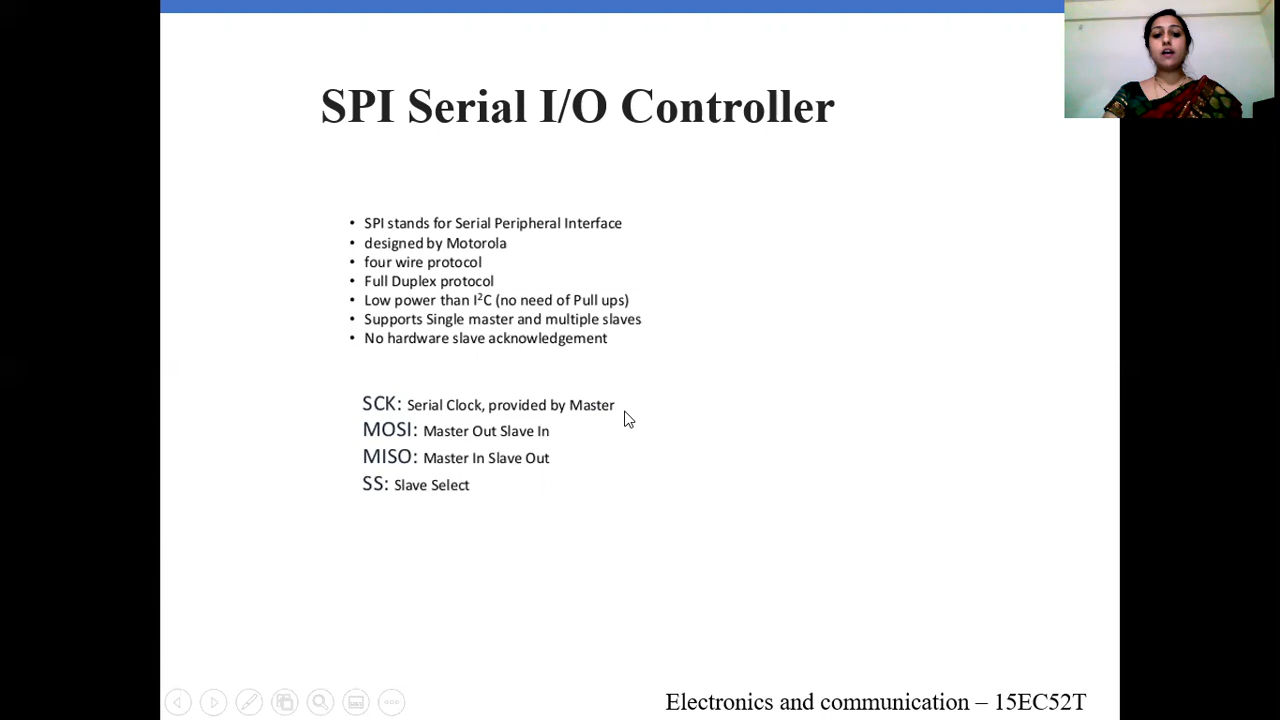 SPI Serial I/O Controller
• SPI stands for Serial Peripheral Interface
• designed by Motorola
• four wire protocol
• Full Duplex protocol
• Low power than I²C (no need of Pull ups)
• Supports Single master and multiple slaves
• No hardware slave acknowledgement
SCK: Serial Clock, provided by Master
MOSI: Master Out Slave In
MISO: Master In Slave Out
SS: Slave Select
Electronics and communication – 15EC52T